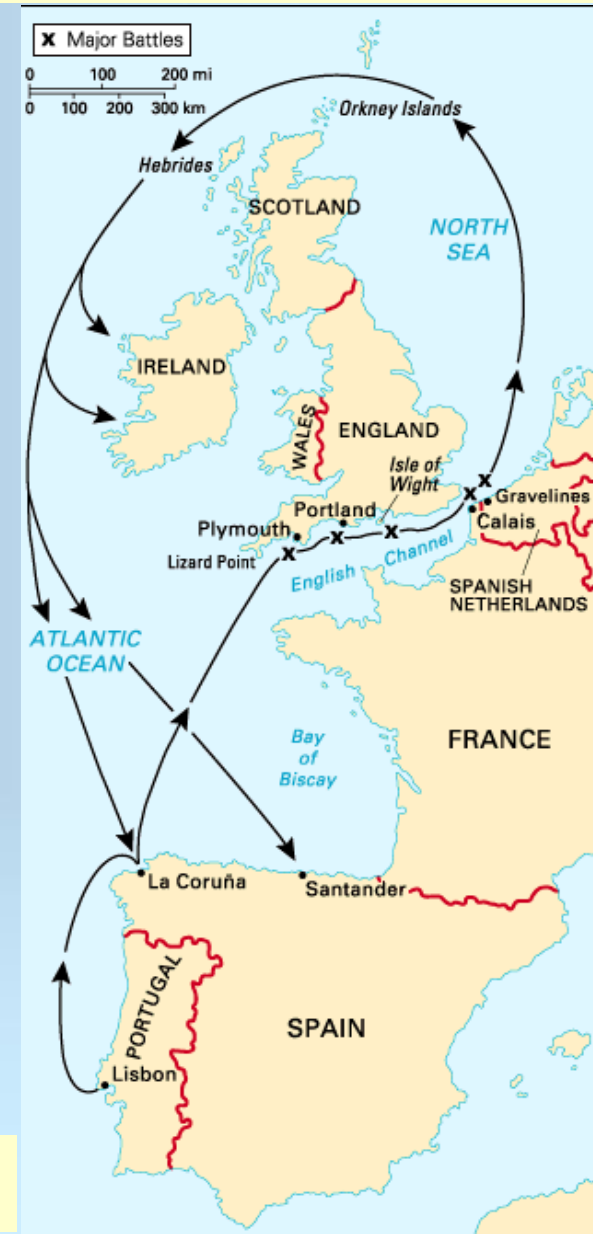 x Major Battles
0 100 200 mi
0 100 200 300 km
Orkney Islands
Hebrides
SCOTLAND
NORTH
SEA
IRELAND
WALES
ENGLAND
Isle of
Wight
Portland
Plymouth
Gravelines
Calais
Lizard Point
English Channel
SPANISH
NETHERLANDS
ATLANTIC
OCEAN
Bay
of
Biscay
FRANCE
La Coruña
Santander
PORTUGAL
SPAIN
Lisbon